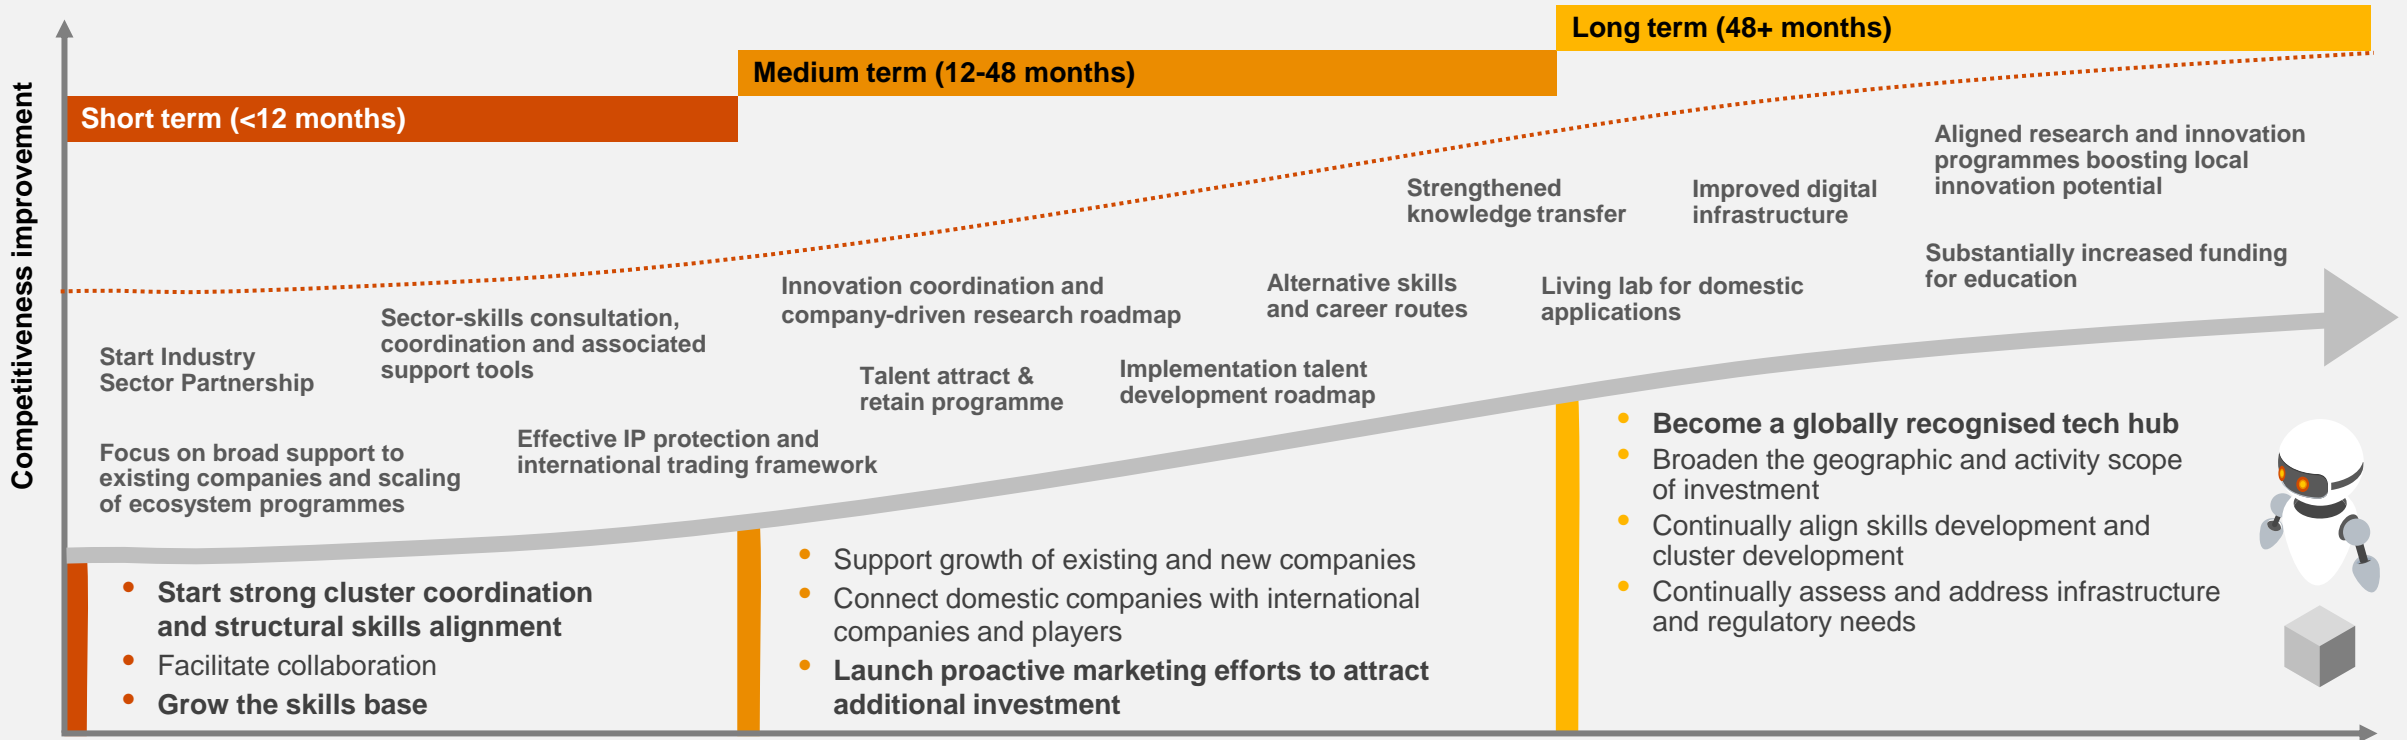 Competitiveness improvement
Short term (<12 months)
Medium term (12-48 months)
Long term (48+ months)
Start Industry
Sector Partnership
Sector-skills consultation,
coordination and associated
support tools
Focus on broad support to
existing companies and scaling
of ecosystem programmes
Effective IP protection and
international trading framework
Innovation coordination and
company-driven research roadmap
Talent attract &
retain programme
Implementation talent
development roadmap
Alternative skills
and career routes
Strengthened
knowledge transfer
Living lab for domestic
applications
Improved digital
infrastructure
Aligned research and innovation
programmes boosting local
innovation potential
Substantially increased funding
for education
• Start strong cluster coordination
and structural skills alignment
• Facilitate collaboration
• Grow the skills base
• Support growth of existing and new companies
• Connect domestic companies with international
companies and players
• Launch proactive marketing efforts to attract
additional investment
• Become a globally recognised tech hub
• Broaden the geographic and activity scope
of investment
• Continually align skills development and
cluster development
• Continually assess and address infrastructure
and regulatory needs